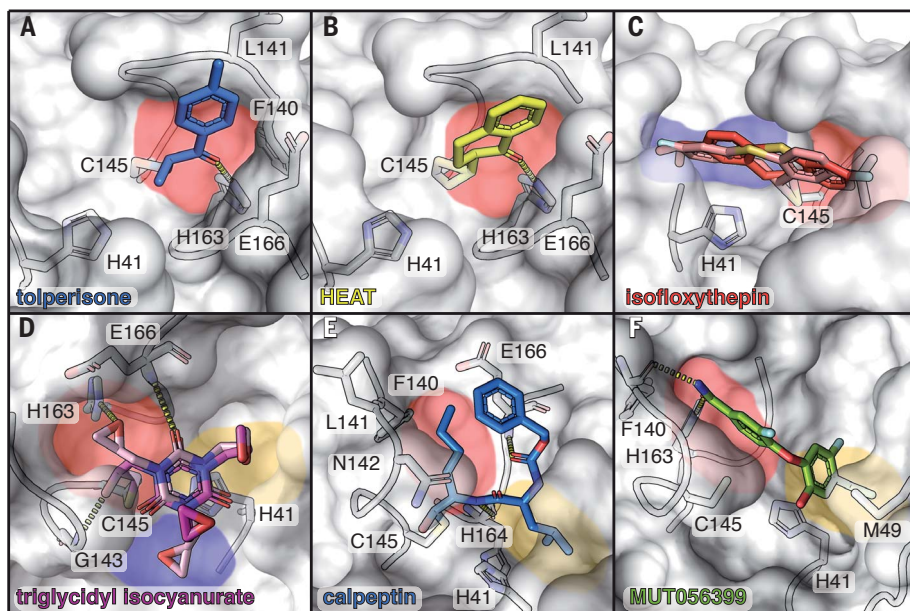 A
L141
F140
C145
H163
E166
H41
tolperisone
B
L141
C145
H163
E166
H41
HEAT
C
C145
H41
isofloxythepin
D
E166
H163
C145
H41
G143
triglycidyl isocyanurate
E
E166
F140
L141
N142
C145
H164
H41
calpeptin
F
F140
H163
C145
M49
H41
MUT056399